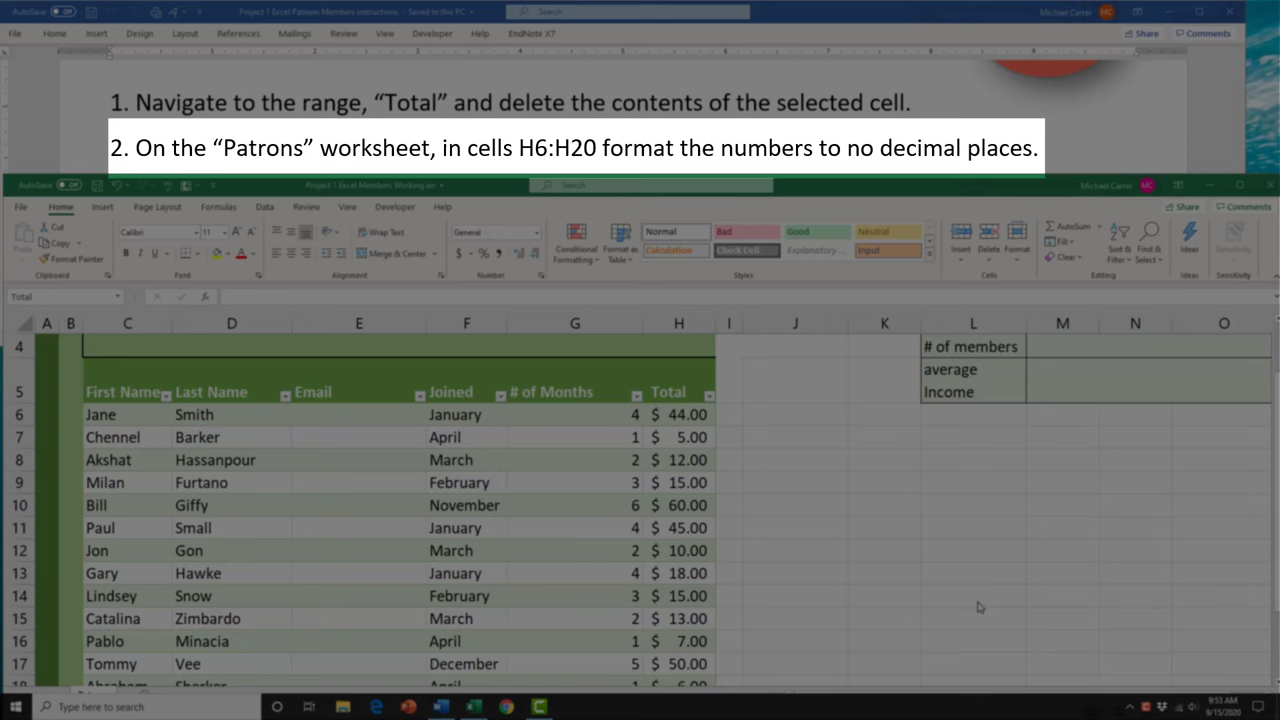 AutoSave Off Project 1 Excel Patreon Members Instructions - Saved to this PC Search Michael Carter MC
File Home Insert Design Layout References Mailings Review View Developer Help EndNote X7 Share Comments
1. Navigate to the range, “Total” and delete the contents of the selected cell.
2. On the “Patrons” worksheet, in cells H6:H20 format the numbers to no decimal places.
AutoSave Off Project 1 Excel Members Working on Search Michael Carter MC
File Home Insert Page Layout Formulas Data Review View Developer Help Share Comments
Paste Cut Copy Format Painter Clipboard
Calibri 11 Font
Wrap Text Merge & Center Alignment
General $ % Number
Conditional Formatting Format as Table Normal Bad Good Neutral
Calculation Check Cell Explanatory ... Input Styles
Insert Delete Format Cells
AutoSum Fill Clear Sort & Filter Find & Select Editing
Ideas Ideas Sensitivity Sensitivity
Total fx
A B C D E F G H I J K L M N O
4 # of members
average
5 First Name Last Name Email Joined # of Months Total Income
6 Jane Smith January 4 $ 44.00
7 Chennel Barker April 1 $ 5.00
8 Akshat Hassanpour March 2 $ 12.00
9 Milan Furtano February 3 $ 15.00
10 Bill Giffy November 6 $ 60.00
11 Paul Small January 4 $ 45.00
12 Jon Gon March 2 $ 10.00
13 Gary Hawke January 4 $ 18.00
14 Lindsey Snow February 3 $ 15.00
15 Catalina Zimbardo March 2 $ 13.00
16 Pablo Minacia April 1 $ 7.00
17 Tommy Vee December 5 $ 50.00
18 April 1 $ 6.00
Type here to search 9:53 AM
9/15/2020